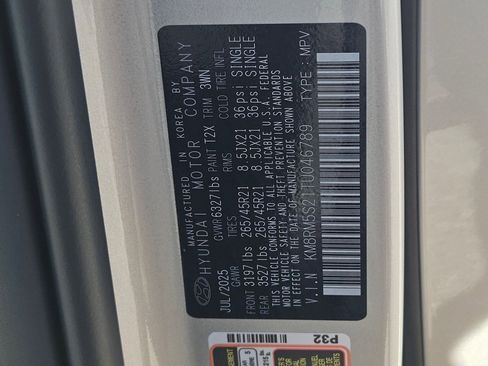 MANUFACTURED IN KOREA BY
HYUNDAI MOTOR COMPANY
JUL/2025 GVWR 6327lbs PAINT T2X TRIM 3WN
GAWR TIRES RIMS COLD TIRE INFL.
FRONT 3197lbs 265/45R21 8.5JX21 36psi SINGLE
REAR 3527lbs 265/45R21 8.5JX21 36psi SINGLE
THIS VEHICLE CONFORMS TO ALL APPLICABLE U.S.A. FEDERAL
MOTOR VEHICLE SAFETY AND THEFT PREVENTION STANDARDS
IN EFFECT ON THE DATE OF MANUFACTURE SHOWN ABOVE.
V.I.N TYPE : MPV
P32